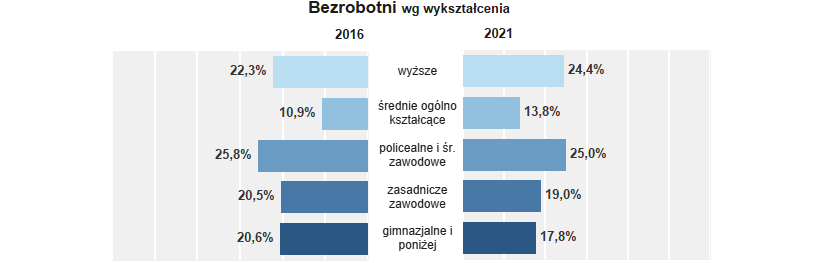 Bezrobotni wg wykształcenia
2016 2021
22,3% wyższe 24,4%
10,9% średnie ogólno 13,8%
kształcące
25,8% policealne i śr. 25,0%
zawodowe
20,5% zasadnicze 19,0%
zawodowe
20,6% gimnazjalne i 17,8%
poniżej